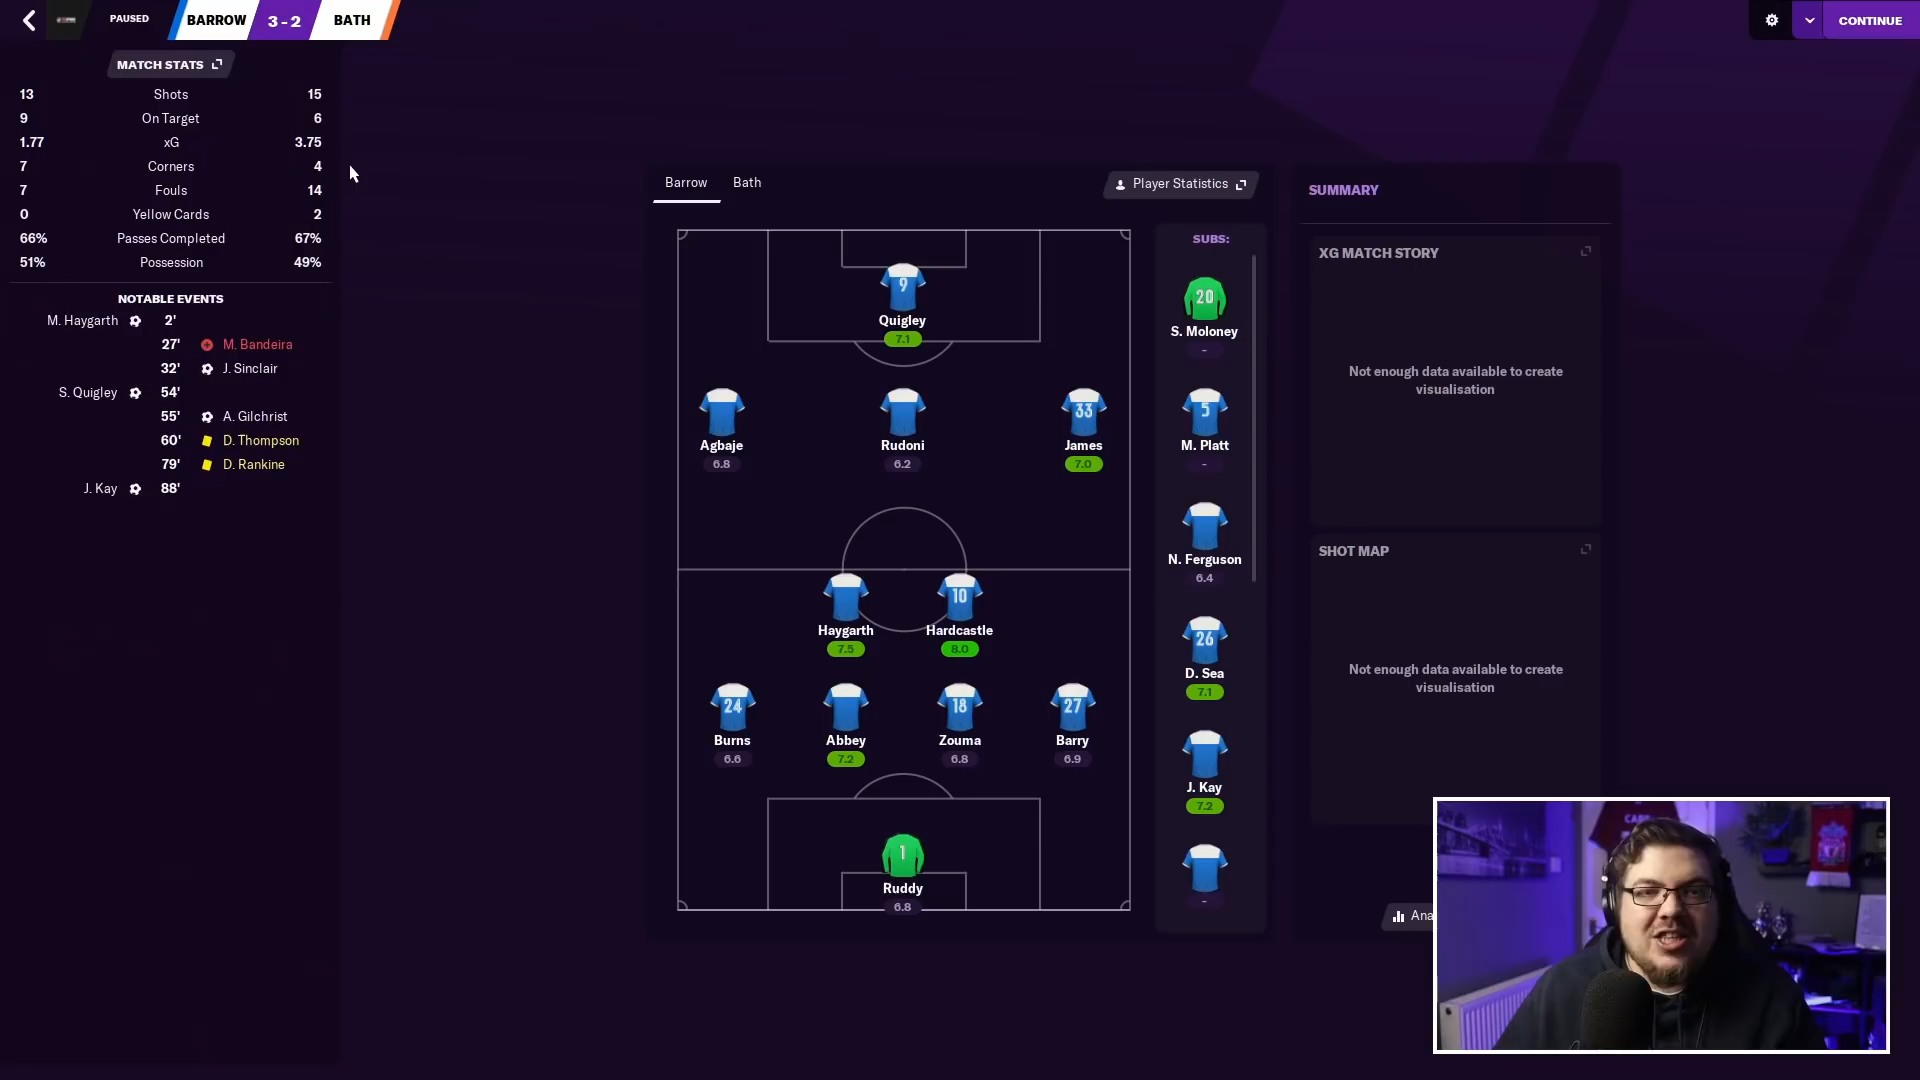 PAUSED
BARROW 3 - 2 BATH
CONTINUE
MATCH STATS
13 Shots 15
9 On Target 6
1.77 xG 3.75
7 Corners 4
7 Fouls 14
0 Yellow Cards 2
66% Passes Completed 67%
51% Possession 49%
NOTABLE EVENTS
M. Haygarth 2'
27' M. Bandeira
32' J. Sinclair
S. Quigley 54'
55' A. Gilchrist
60' D. Thompson
79' D. Rankine
J. Kay 88'
Barrow Bath
Player Statistics
9
Quigley
7.1
33
Agbaje Rudoni James
6.8 6.2 7.0
10
Haygarth Hardcastle
7.5 8.0
24 18 27
Burns Abbey Zouma Barry
6.6 7.2 6.8 6.9
1
Ruddy
6.8
SUBS:
20
S. Moloney
-
5
M. Platt
-
N. Ferguson
6.4
26
D. Sea
7.1
J. Kay
7.2
-
SUMMARY
XG MATCH STORY
Not enough data available to create
visualisation
SHOT MAP
Not enough data available to create
visualisation
Ana